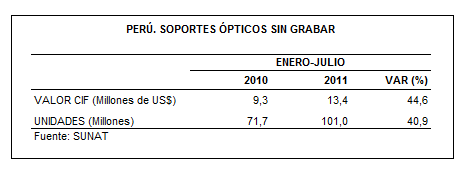 PERÚ. SOPORTES ÓPTICOS SIN GRABAR
ENERO-JULIO
2010 2011 VAR (%)
VALOR CIF (Millones de US$) 9,3 13,4 44,6
UNIDADES (Millones) 71,7 101,0 40,9
Fuente: SUNAT